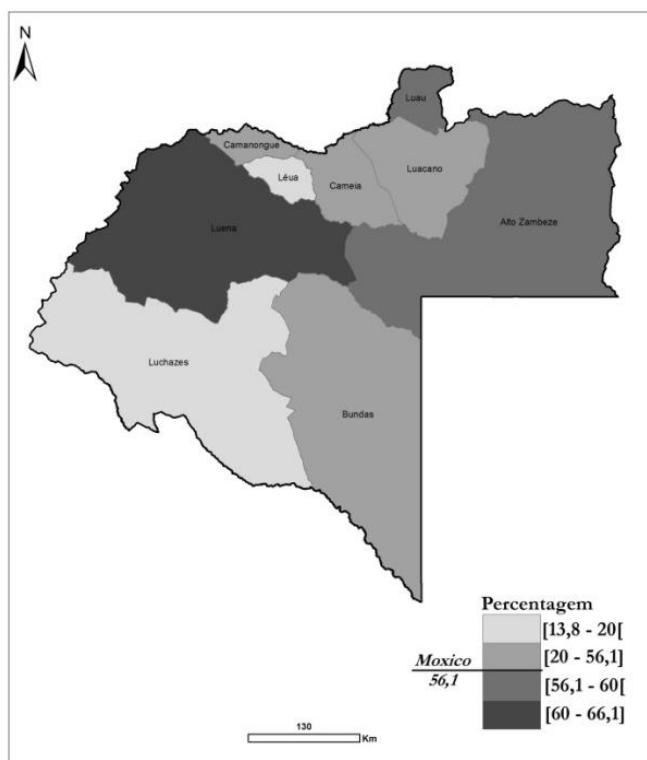 N
Luau
Camanongue
Léua
Cameia
Luacano
Alto Zambeze
Luena
Luchazes
Bundas
Percentagem
[13,8 - 20[
[20 - 56,1]
Moxico
56,1
[56,1 - 60[
[60 - 66,1]
130
Km